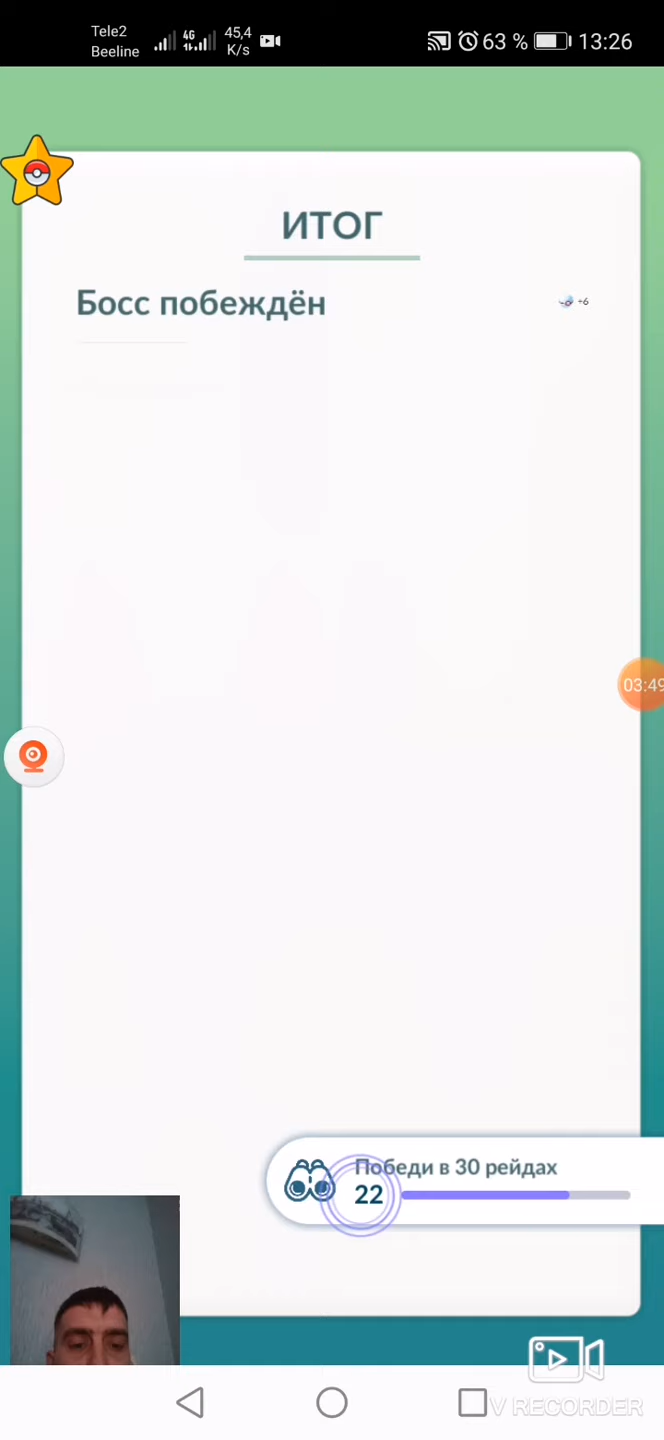 Tele2
Beeline
4G
45,4
K/s
63 %
13:26
ИТОГ
Босс побеждён
+6
03:49
Победи в 30 рейдах
22
V RECORDER